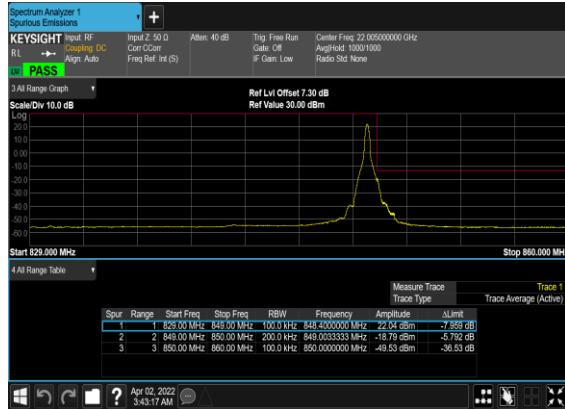 Spectrum Analyzer 1
Spurious Emissions
+
KEYSIGHT Input: RF Input Z: 50 Ω Atten: 40 dB Trig: Free Run Center Freq: 22.005000000 GHz
RL Coupling: DC Corr CCorr Gate: Off Avg|Hold: 1000/1000
Align: Auto Freq Ref: Int (S) IF Gain: Low Radio Std: None
PASS
3 All Range Graph
Ref Lvl Offset 7.30 dB
Scale/Div 10.0 dB Ref Value 30.00 dBm
Log
20.0
10.0
0.00
-10.0
-20.0
-30.0
-40.0
-50.0
-60.0
Start 829.000 MHz Stop 860.000 MHz
4 All Range Table
Measure Trace Trace 1
Trace Type Trace Average (Active)
Spur Range Start Freq Stop Freq RBW Frequency Amplitude ΔLimit
1 1 829.00 MHz 849.00 MHz 100.0 kHz 848.4000000 MHz 22.04 dBm -7.959 dB
2 2 849.00 MHz 850.00 MHz 200.0 kHz 849.0033333 MHz -18.79 dBm -5.792 dB
3 3 850.00 MHz 860.00 MHz 100.0 kHz 850.0000000 MHz -49.53 dBm -36.53 dB
? Apr 02, 2022
3:43:17 AM